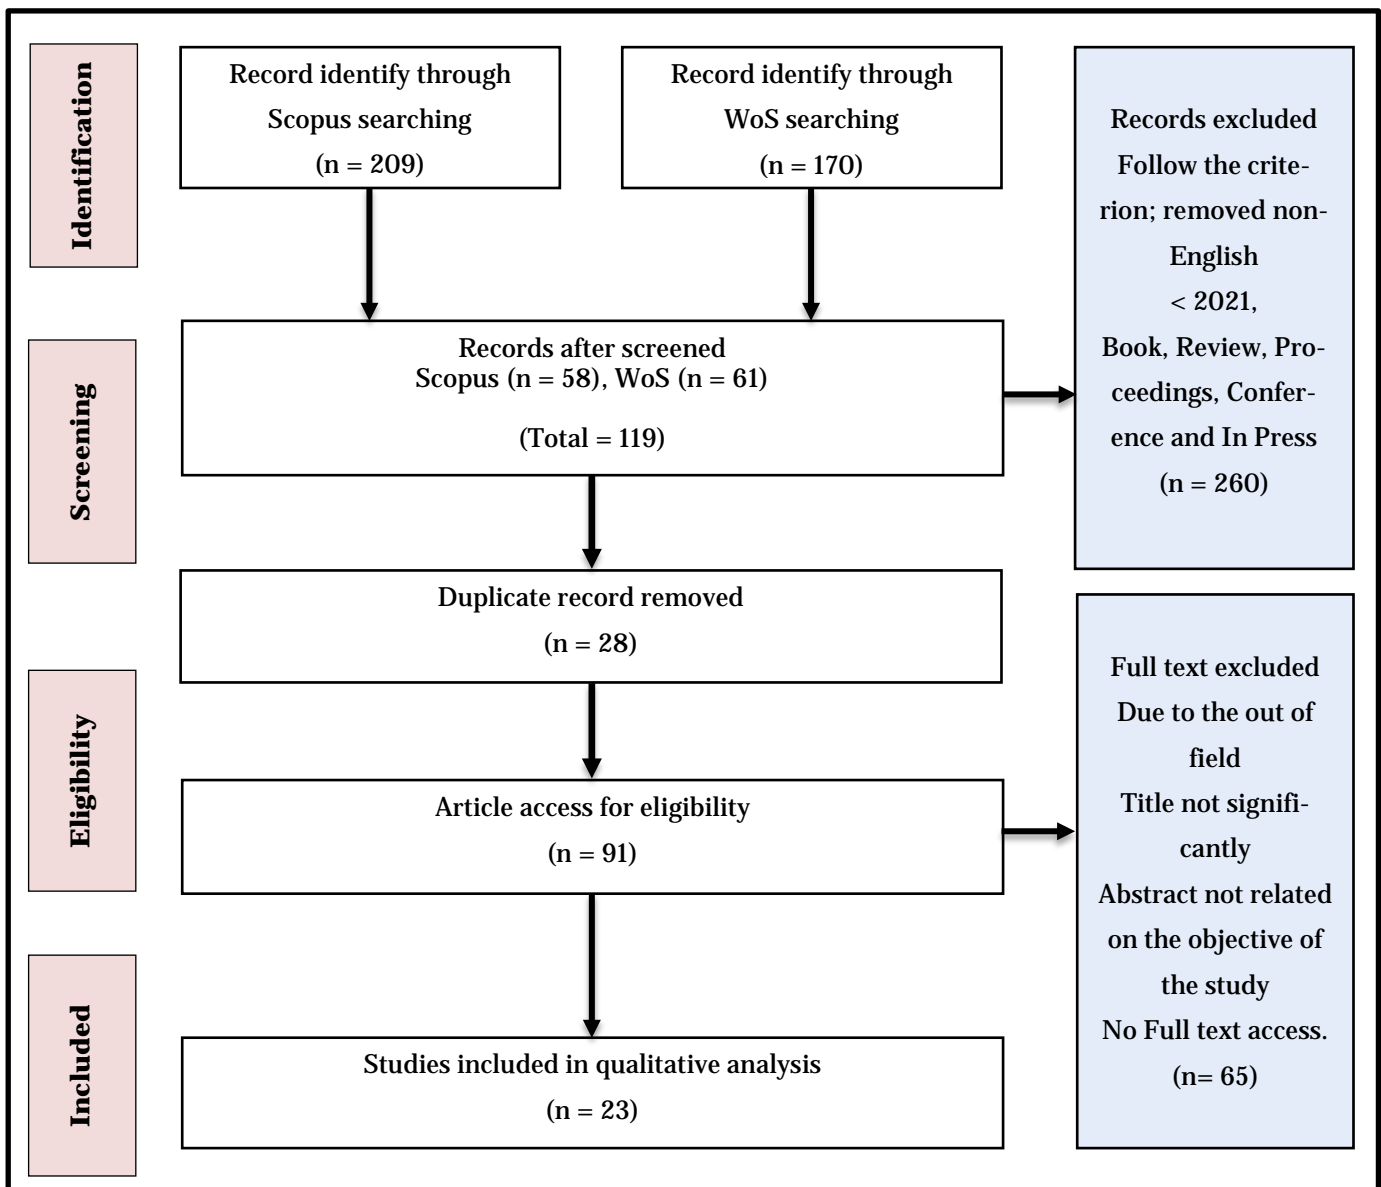 Identification
Record identify through
Scopus searching
(n = 209)
Record identify through
WoS searching
(n = 170)
Records excluded
Follow the crite-
rion; removed non-
English
< 2021,
Book, Review, Pro-
ceedings, Confer-
ence and In Press
(n = 260)
Screening
Records after screened
Scopus (n = 58), WoS (n = 61)
(Total = 119)
Duplicate record removed
(n = 28)
Eligibility
Article access for eligibility
(n = 91)
Full text excluded
Due to the out of
field
Title not signifi-
cantly
Abstract not related
on the objective of
the study
No Full text access.
(n= 65)
Included
Studies included in qualitative analysis
(n = 23)